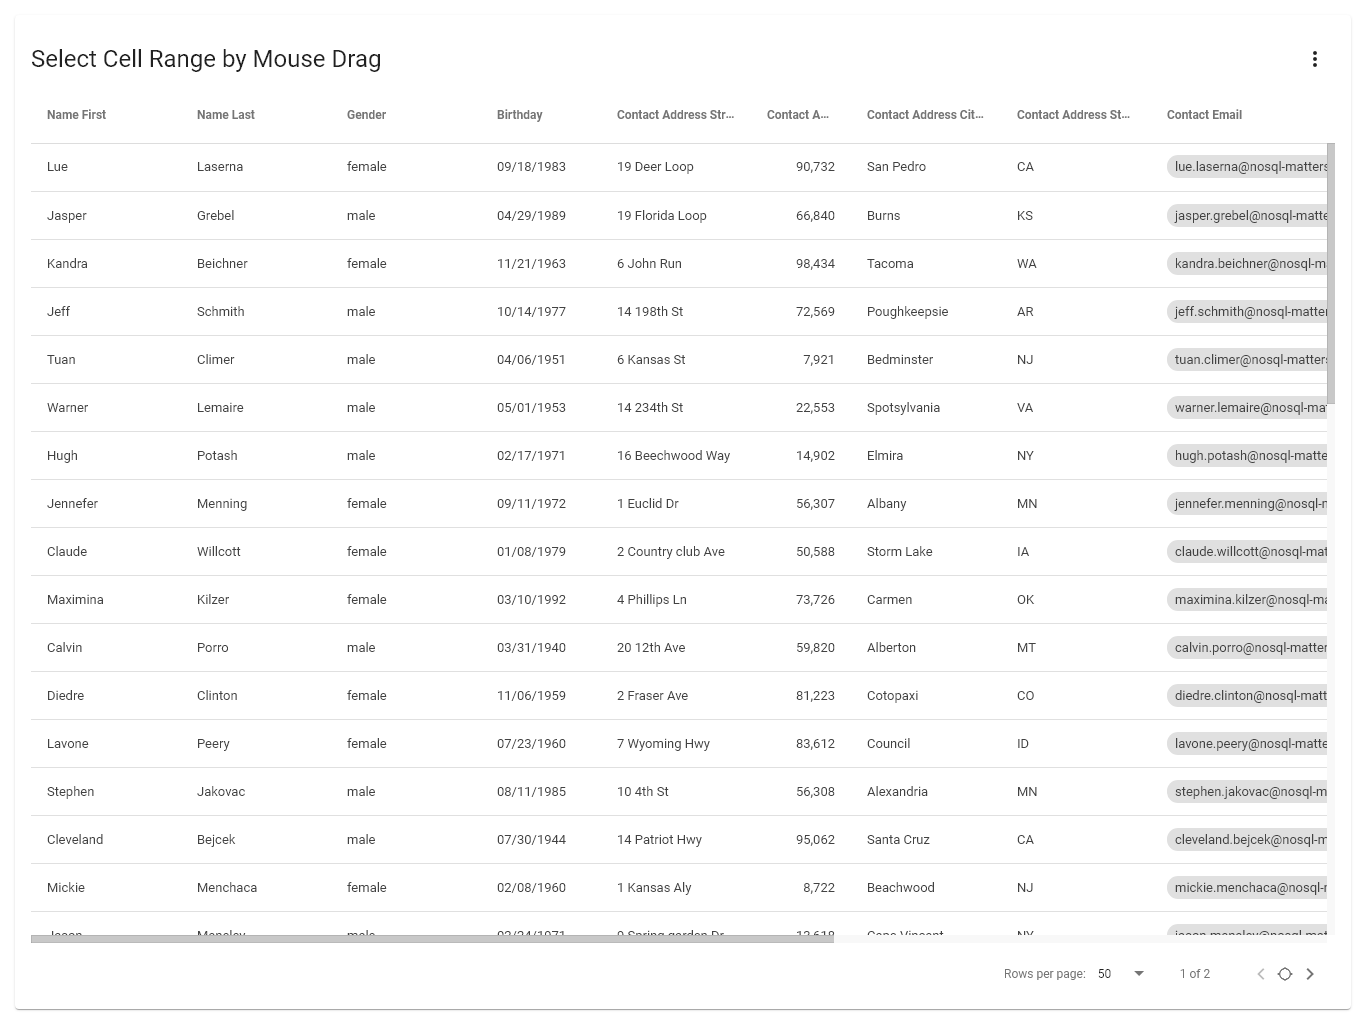 Select Cell Range by Mouse Drag
Name First Name Last Gender Birthday Contact Address Str... Contact A... Contact Address Cit... Contact Address St... Contact Email
Lue Laserna female 09/18/1983 19 Deer Loop 90,732 San Pedro CA lue.laserna@nosql-matters
Jasper Grebel male 04/29/1989 19 Florida Loop 66,840 Burns KS jasper.grebel@nosql-matte
Kandra Beichner female 11/21/1963 6 John Run 98,434 Tacoma WA kandra.beichner@nosql-m
Jeff Schmith male 10/14/1977 14 198th St 72,569 Poughkeepsie AR jeff.schmith@nosql-matter
Tuan Climer male 04/06/1951 6 Kansas St 7,921 Bedminster NJ tuan.climer@nosql-matters
Warner Lemaire male 05/01/1953 14 234th St 22,553 Spotsylvania VA warner.lemaire@nosql-mat
Hugh Potash male 02/17/1971 16 Beechwood Way 14,902 Elmira NY hugh.potash@nosql-matte
Jennefer Menning female 09/11/1972 1 Euclid Dr 56,307 Albany MN jennefer.menning@nosql-
Claude Willcott female 01/08/1979 2 Country club Ave 50,588 Storm Lake IA claude.willcott@nosql-mat
Maximina Kilzer female 03/10/1992 4 Phillips Ln 73,726 Carmen OK maximina.kilzer@nosql-ma
Calvin Porro male 03/31/1940 20 12th Ave 59,820 Alberton MT calvin.porro@nosql-matter
Diedre Clinton female 11/06/1959 2 Fraser Ave 81,223 Cotopaxi CO diedre.clinton@nosql-matt
Lavone Peery female 07/23/1960 7 Wyoming Hwy 83,612 Council ID lavone.peery@nosql-matte
Stephen Jakovac male 08/11/1985 10 4th St 56,308 Alexandria MN stephen.jakovac@nosql-m
Cleveland Bejcek male 07/30/1944 14 Patriot Hwy 95,062 Santa Cruz CA cleveland.bejcek@nosql-m
Mickie Menchaca female 02/08/1960 1 Kansas Aly 8,722 Beachwood NJ mickie.menchaca@nosql-
Rows per page: 50 1 of 2